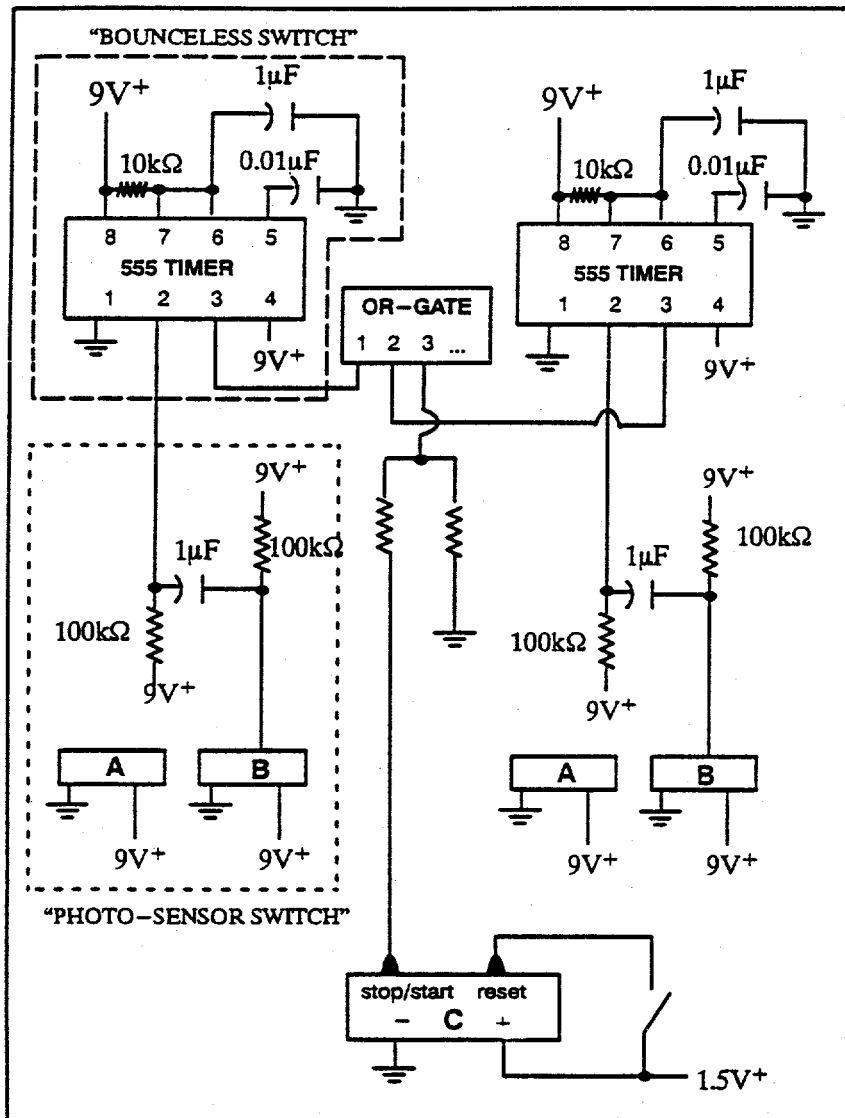 “BOUNCELESS SWITCH”
1µF
9V+
10kΩ
0.01µF
8 7 6 5
555 TIMER
1 2 3 4
9V+
1µF
9V+
10kΩ
0.01µF
8 7 6 5
555 TIMER
1 2 3 4
9V+
OR–GATE
1 2 3 ...
9V+
100kΩ
1µF
100kΩ
9V+
A
B
9V+
9V+
“PHOTO–SENSOR SWITCH”
9V+
100kΩ
1µF
100kΩ
9V+
A
B
9V+
9V+
stop/start reset
– C +
1.5V+